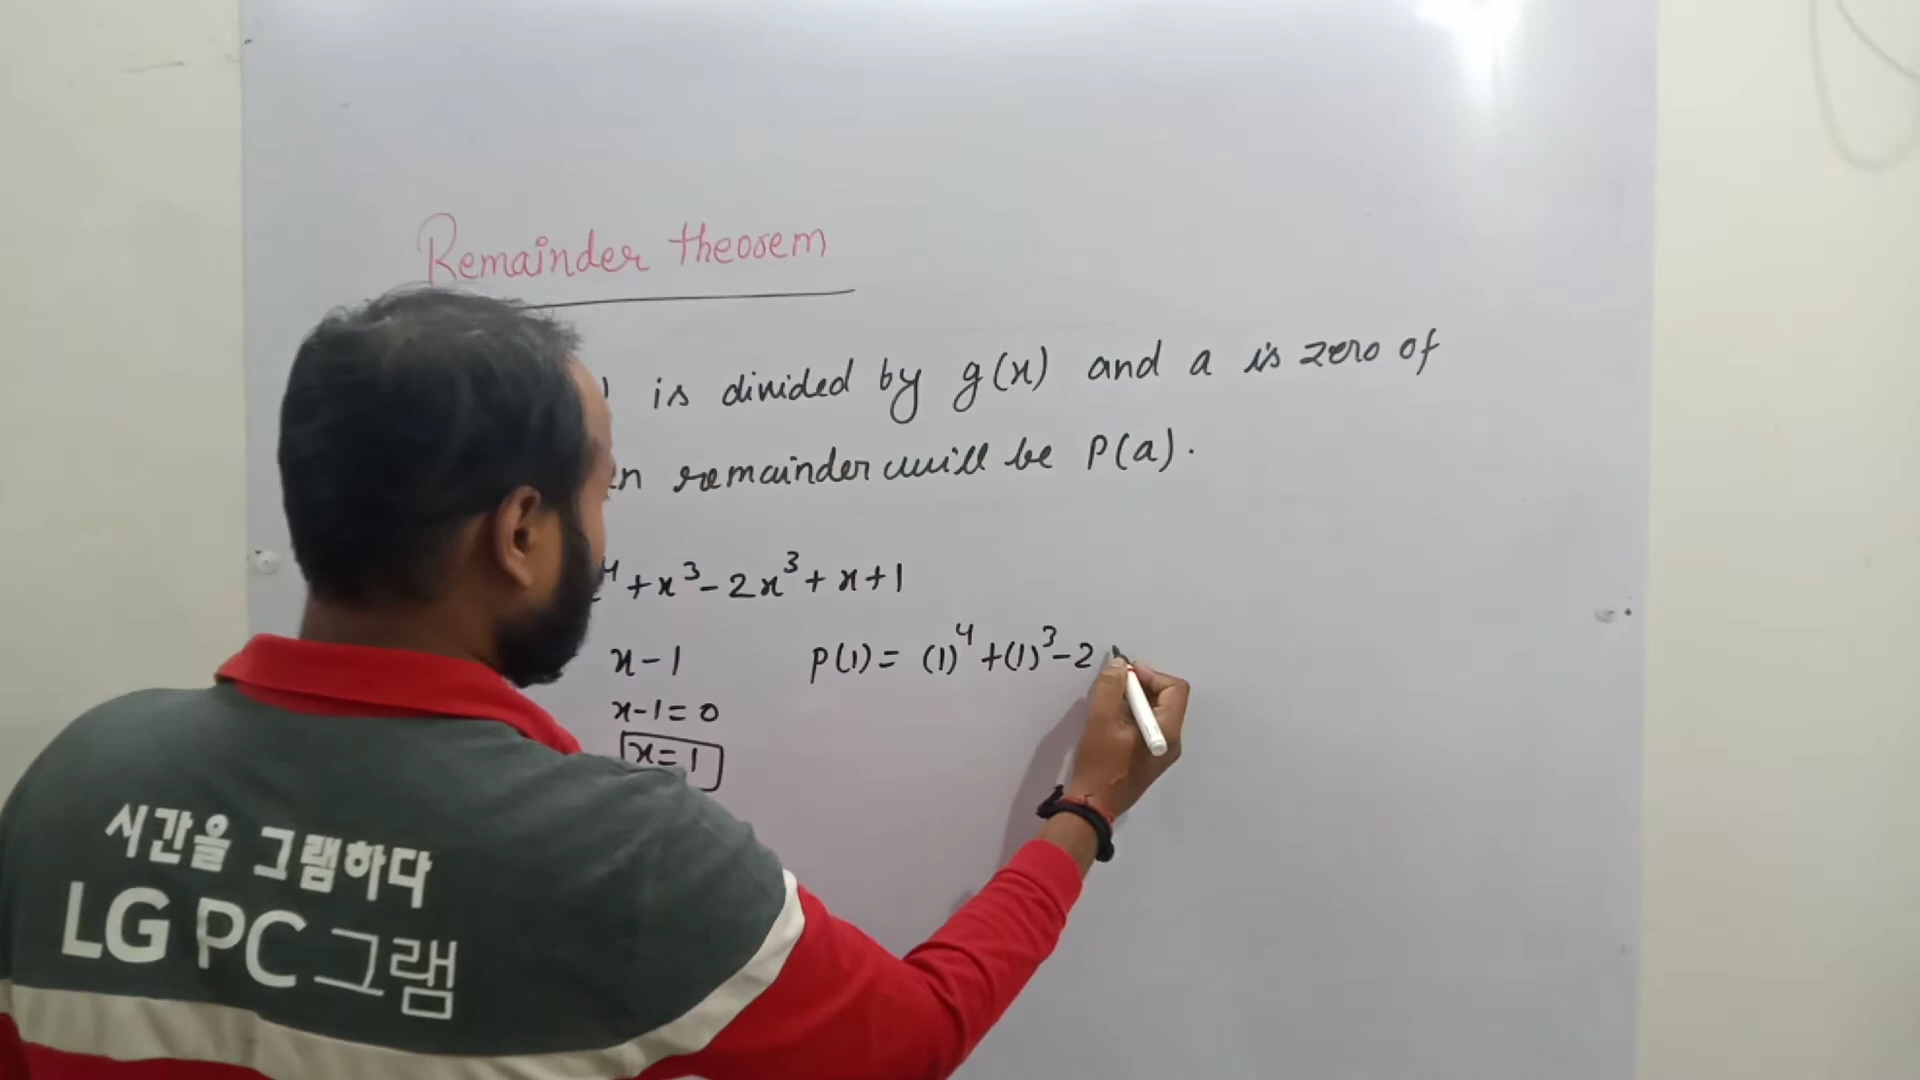 Remainder theorem
) is divided by g(x) and a is zero of
n remainder will be P(a).
4 + x³ - 2x³ + x + 1
x - 1
P(1) = (1)⁴ + (1)³ - 2
x - 1 = 0
x = 1
시간을 그램하다
LG PC 그램